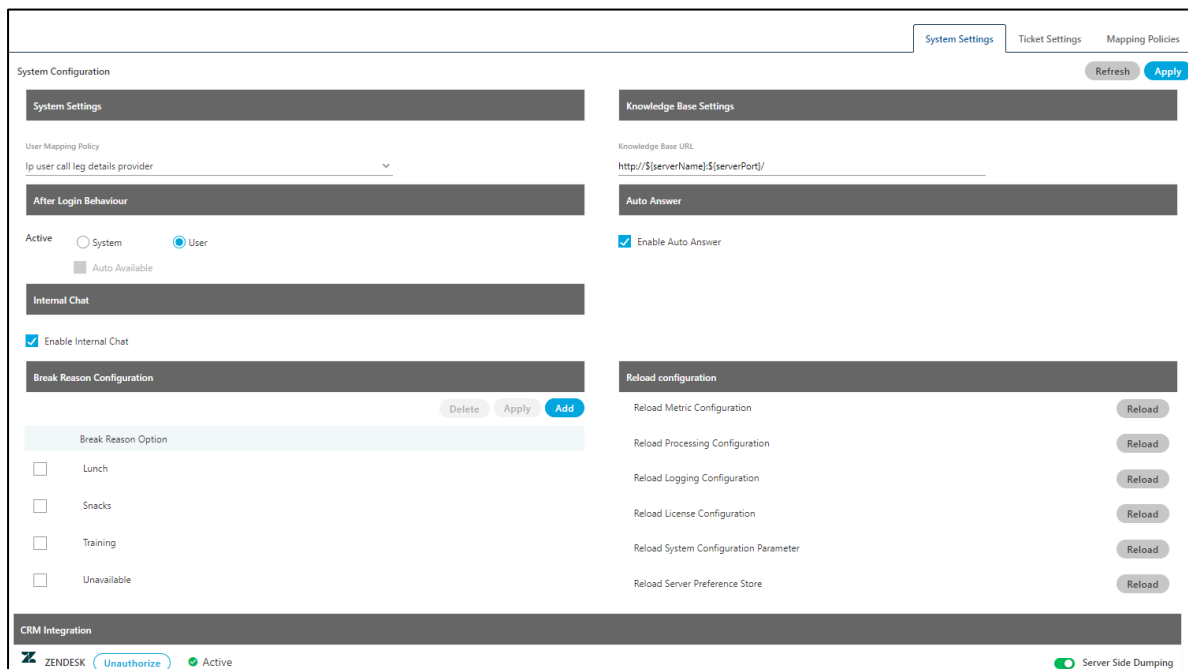 System Settings Ticket Settings Mapping Policies
System Configuration
Refresh Apply
System Settings
User Mapping Policy
Ip user call leg details provider
After Login Behaviour
Active System User
Auto Available
Internal Chat
Enable Internal Chat
Knowledge Base Settings
Knowledge Base URL
http://${serverName}:${serverPort}/
Auto Answer
Enable Auto Answer
Break Reason Configuration
Delete Apply Add
Break Reason Option
Lunch
Snacks
Training
Unavailable
Reload configuration
Reload Metric Configuration Reload
Reload Processing Configuration Reload
Reload Logging Configuration Reload
Reload License Configuration Reload
Reload System Configuration Parameter Reload
Reload Server Preference Store Reload
CRM Integration
ZENDESK Unauthorize Active Server Side Dumping